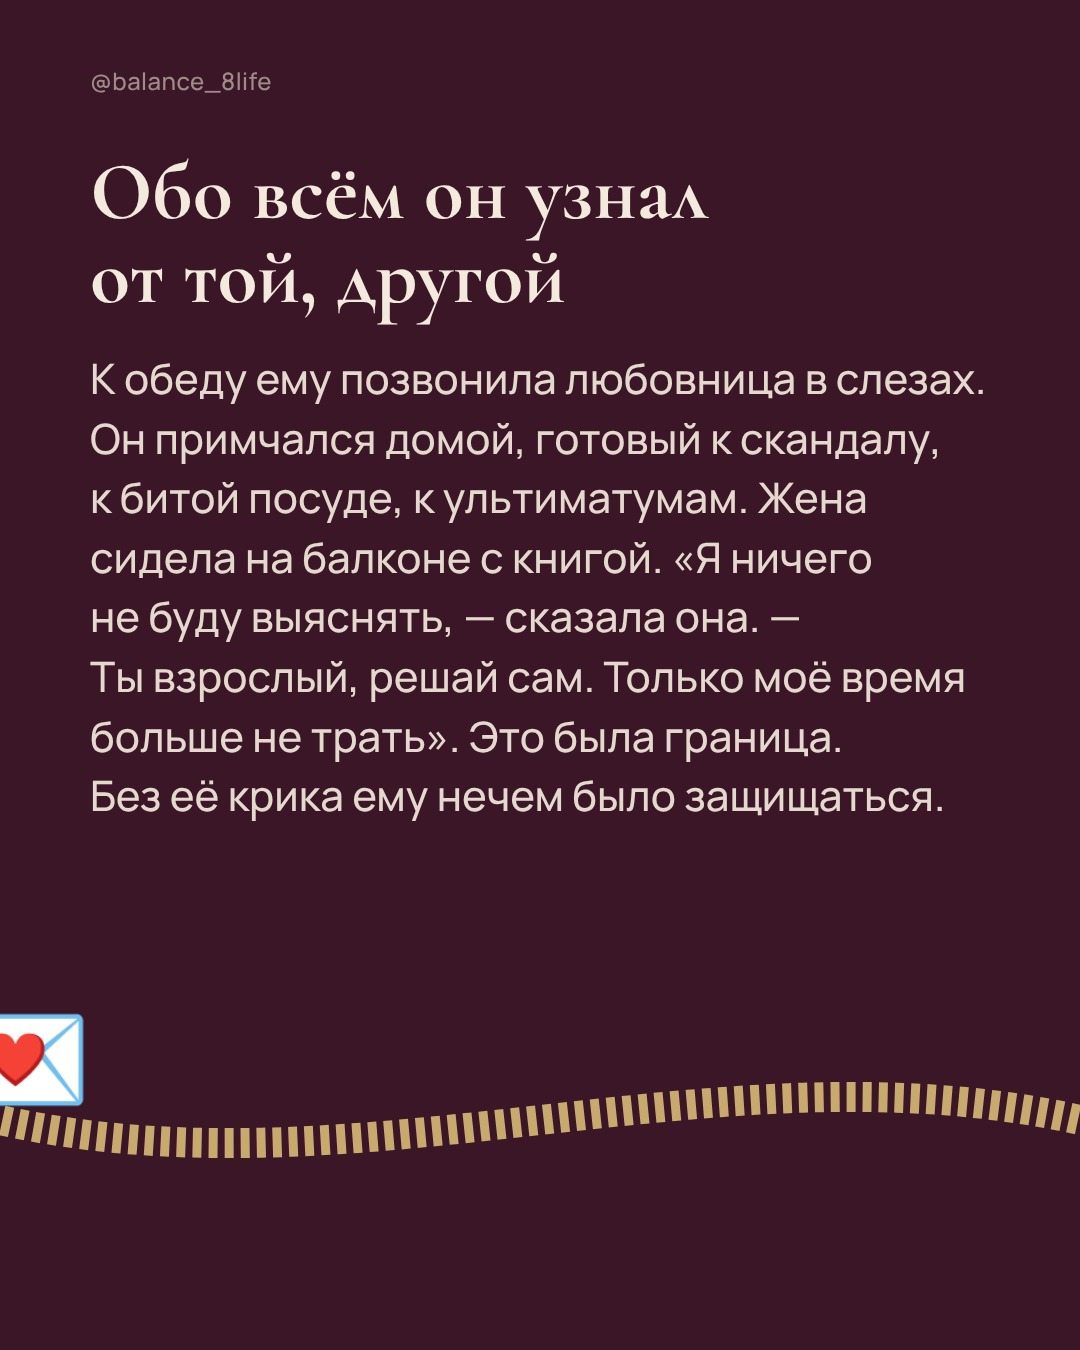 @balance_8life
Обо всём он узнал
от той, другой
К обеду ему позвонила любовница в слезах.
Он примчался домой, готовый к скандалу,
к битой посуде, к ультиматумам. Жена
сидела на балконе с книгой. «Я ничего
не буду выяснять, — сказала она. —
Ты взрослый, решай сам. Только моё время
больше не трать». Это была граница.
Без её крика ему нечем было защищаться.